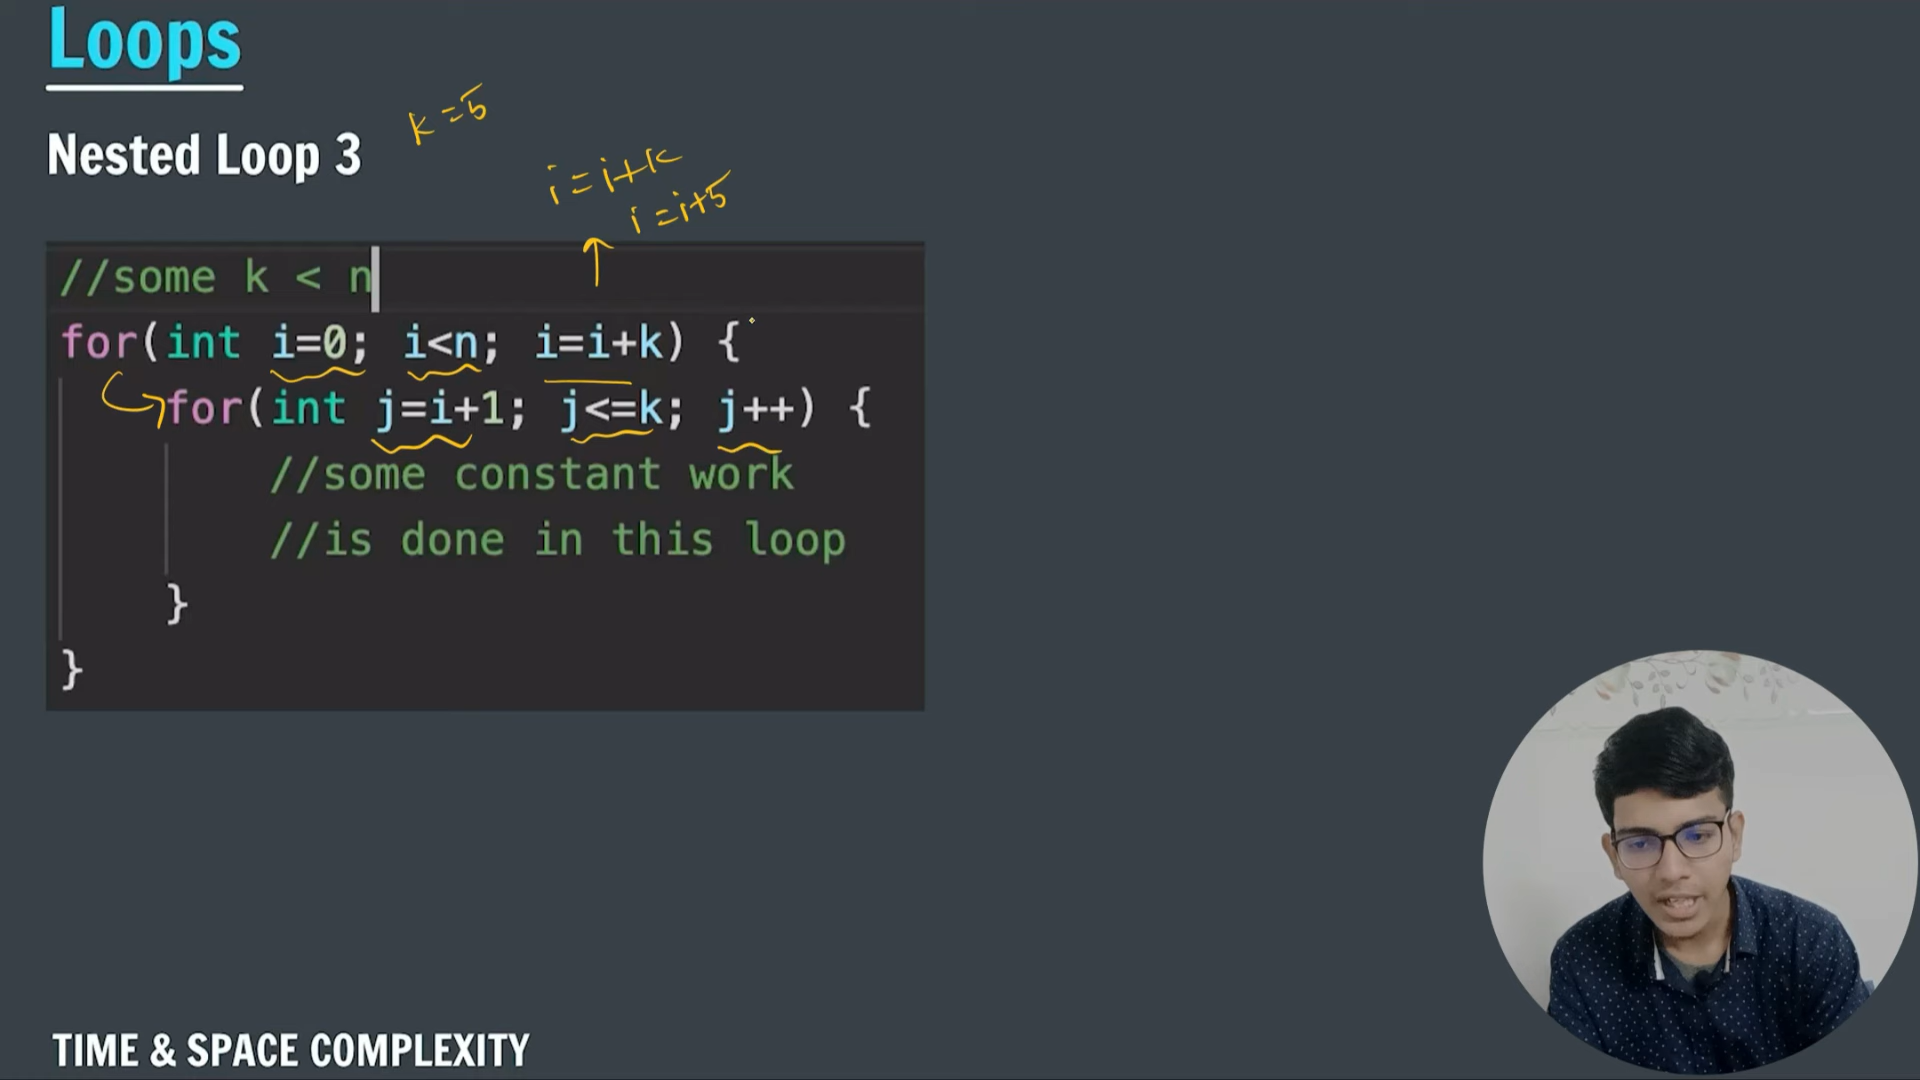 Loops
Nested Loop 3
k=5
i=i+k
i=i+5
//some k < n
for(int i=0; i<n; i=i+k) {
for(int j=i+1; j<=k; j++) {
//some constant work
//is done in this loop
}
}
TIME & SPACE COMPLEXITY